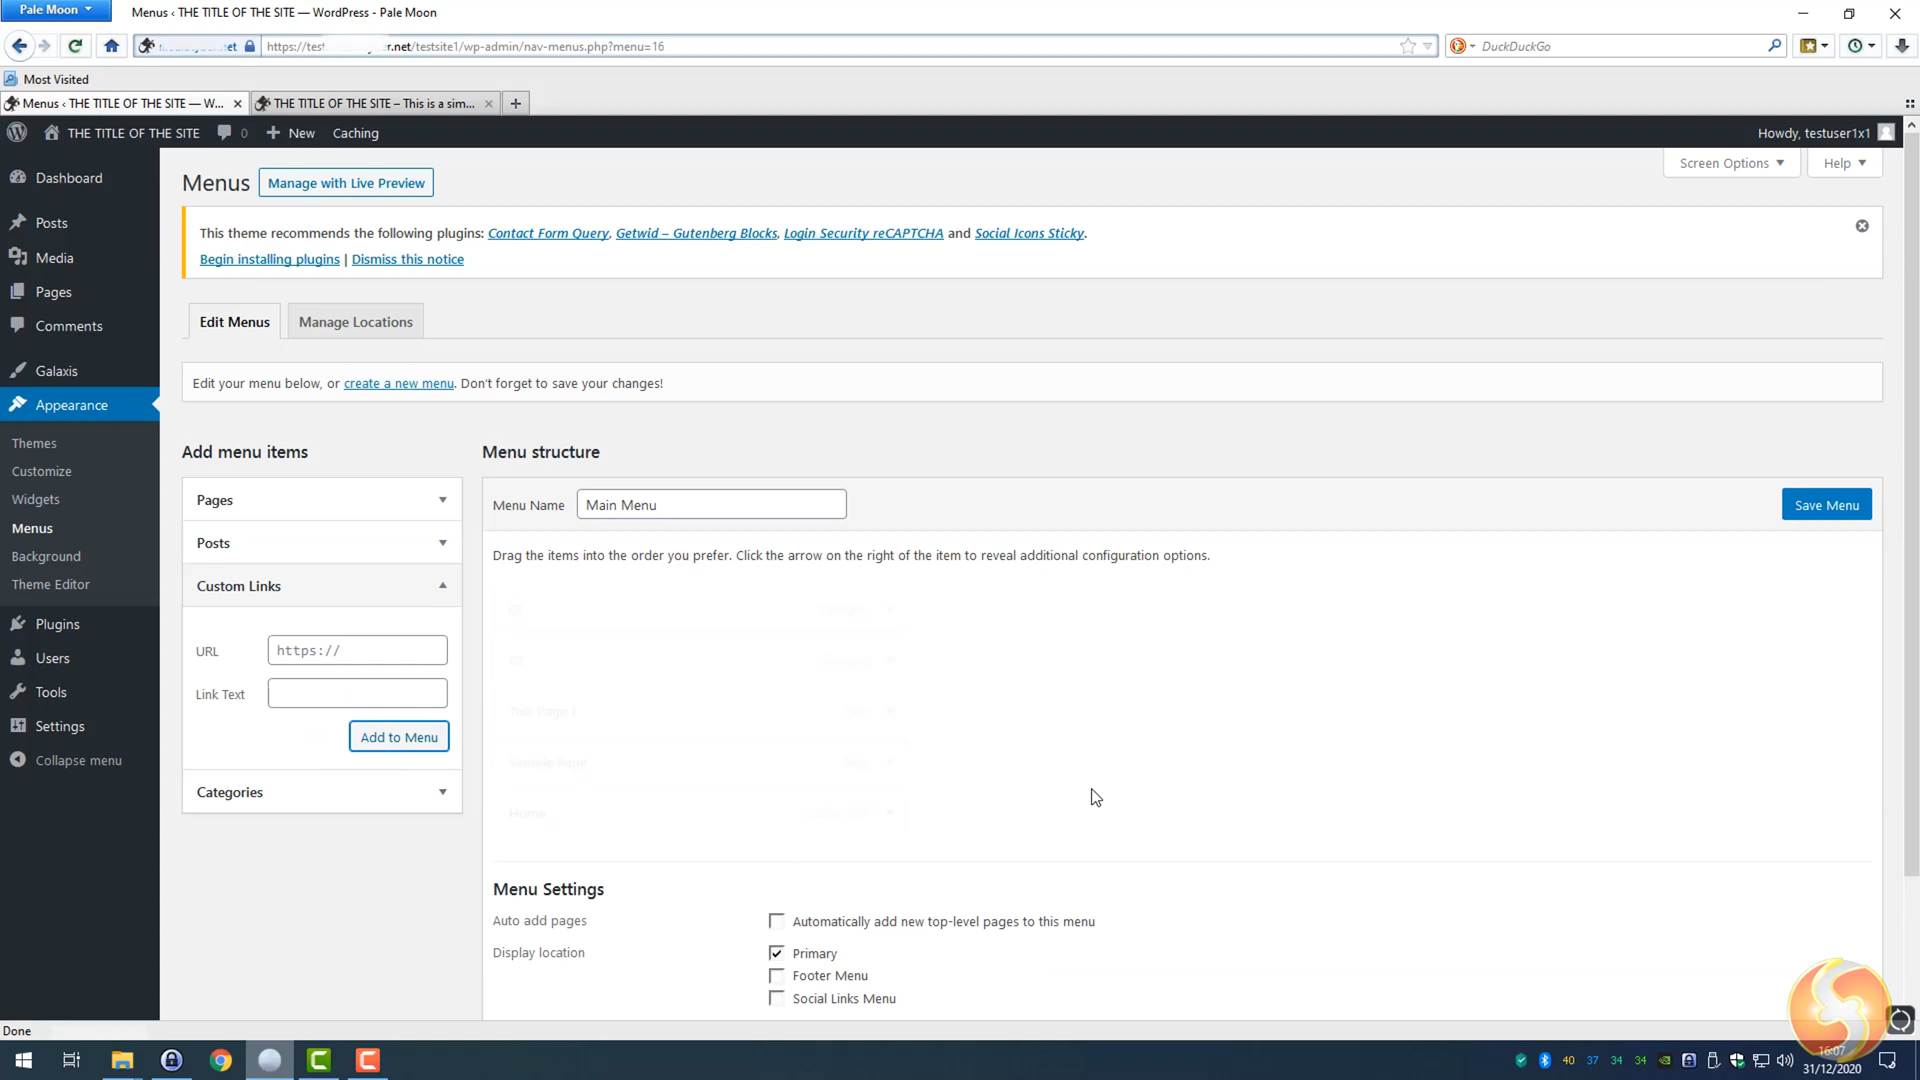 Pale Moon
Menus ‹ THE TITLE OF THE SITE — WordPress - Pale Moon
.net/testsite1/wp-admin/nav-menus.php?menu=16
https://test
DuckDuckGo
Most Visited
Menus ‹ THE TITLE OF THE SITE — W...
THE TITLE OF THE SITE – This is a sim...
THE TITLE OF THE SITE
0
New
Caching
Howdy, testuser1x1
Dashboard
Posts
Media
Pages
Comments
Galaxis
Appearance
Themes
Customize
Widgets
Menus
Background
Theme Editor
Plugins
Users
Tools
Settings
Collapse menu
Screen Options
Help
Menus
Manage with Live Preview
This theme recommends the following plugins: Contact Form Query, Getwid – Gutenberg Blocks, Login Security reCAPTCHA and Social Icons Sticky.
Begin installing plugins | Dismiss this notice
Edit Menus
Manage Locations
Edit your menu below, or create a new menu. Don't forget to save your changes!
Add menu items
Pages
Posts
Custom Links
URL
https://
Link Text
Add to Menu
Categories
Menu structure
Menu Name
Main Menu
Save Menu
Drag the items into the order you prefer. Click the arrow on the right of the item to reveal additional configuration options.
Sample Page
Home
Menu Settings
Auto add pages
Automatically add new top-level pages to this menu
Display location
Primary
Footer Menu
Social Links Menu
Done
40
37
34
34
16:07
31/12/2020